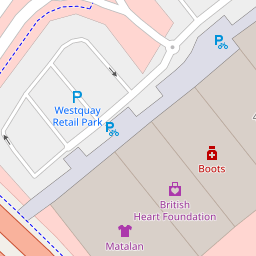 P
P
Westquay
Retail Park
P
Boots
British
Heart Foundation
Matalan